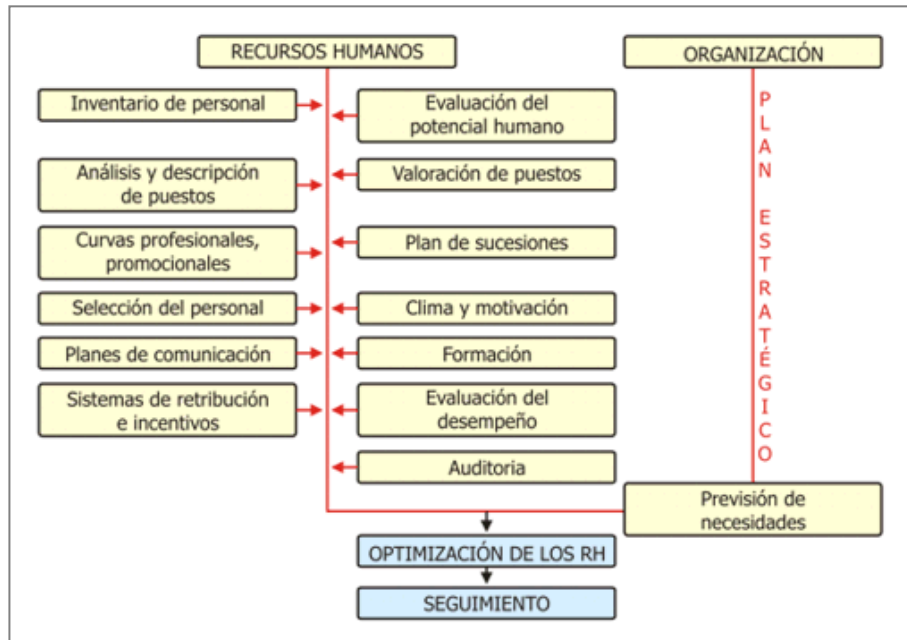 RECURSOS HUMANOS
ORGANIZACIÓN
Inventario de personal
Evaluación del
potencial humano
Análisis y descripción
de puestos
Valoración de puestos
Curvas profesionales,
promocionales
Plan de sucesiones
Selección del personal
Clima y motivación
Planes de comunicación
Formación
Sistemas de retribución
e incentivos
Evaluación del
desempeño
Auditoria
PLAN ESTRATÉGICO
Previsión de
necesidades
OPTIMIZACIÓN DE LOS RH
SEGUIMIENTO